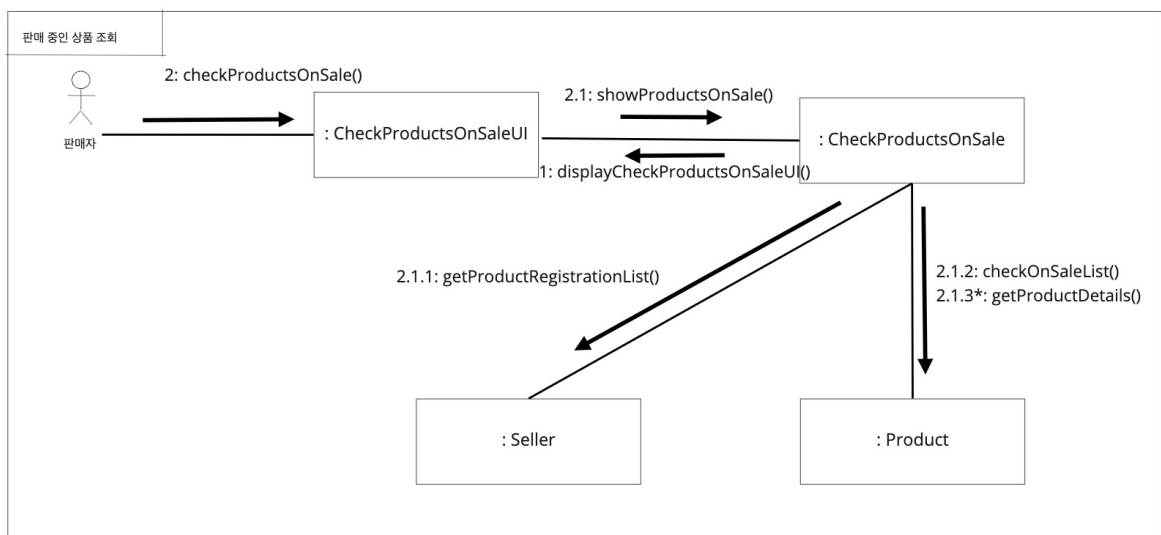 판매 중인 상품 조회
2: checkProductsOnSale()
판매자
: CheckProductsOnSaleUI
2.1: showProductsOnSale()
1: displayCheckProductsOnSaleUI()
: CheckProductsOnSale
2.1.1: getProductRegistrationList()
2.1.2: checkOnSaleList()
2.1.3*: getProductDetails()
: Seller
: Product